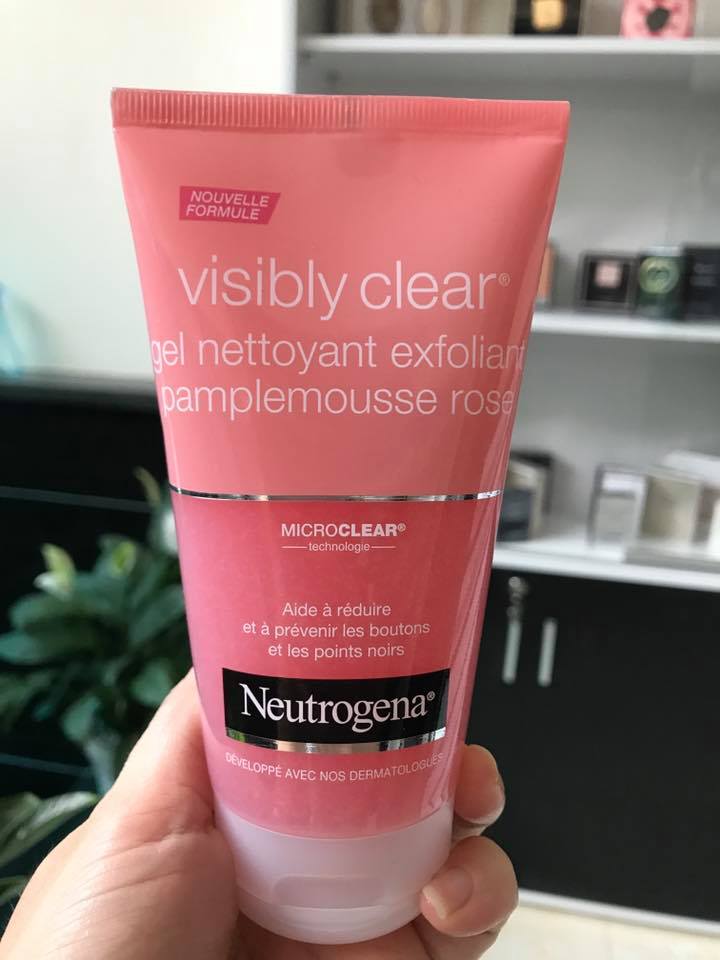 NOUVELLE
FORMULE
visibly clear®
gel nettoyant exfoliant
pamplemousse rose
MICROCLEAR®
technologie
Aide à réduire
et à prévenir les boutons
et les points noirs
Neutrogena®
DÉVELOPPÉ AVEC NOS DERMATOLOGUES